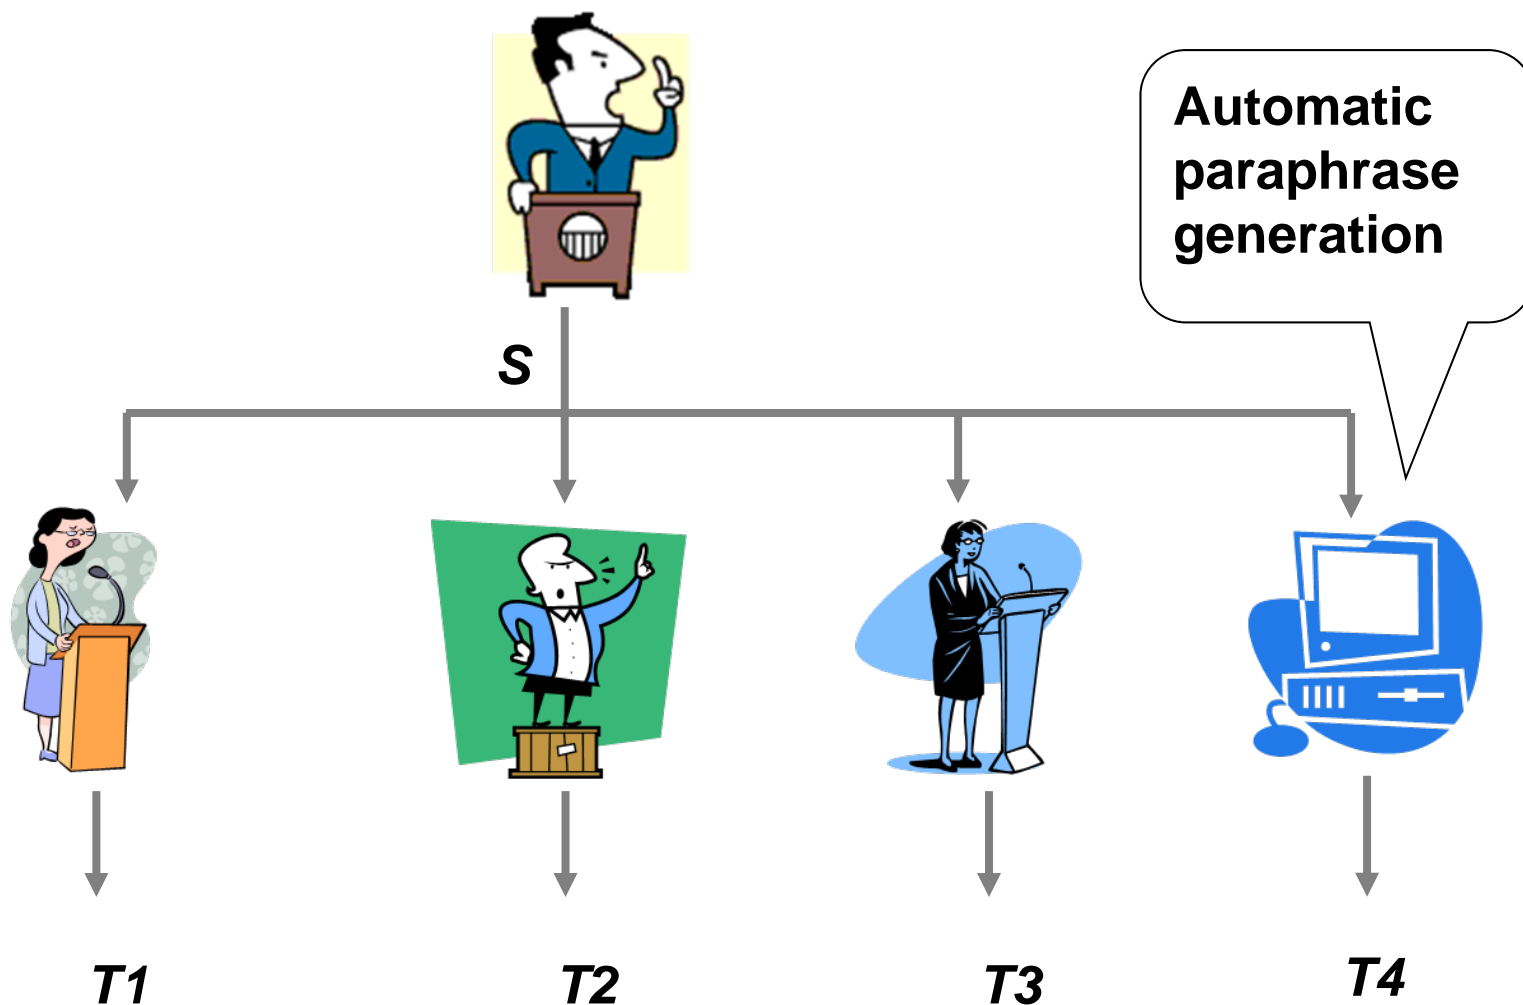 Automatic
paraphrase
generation
S
T1
T2
T3
T4